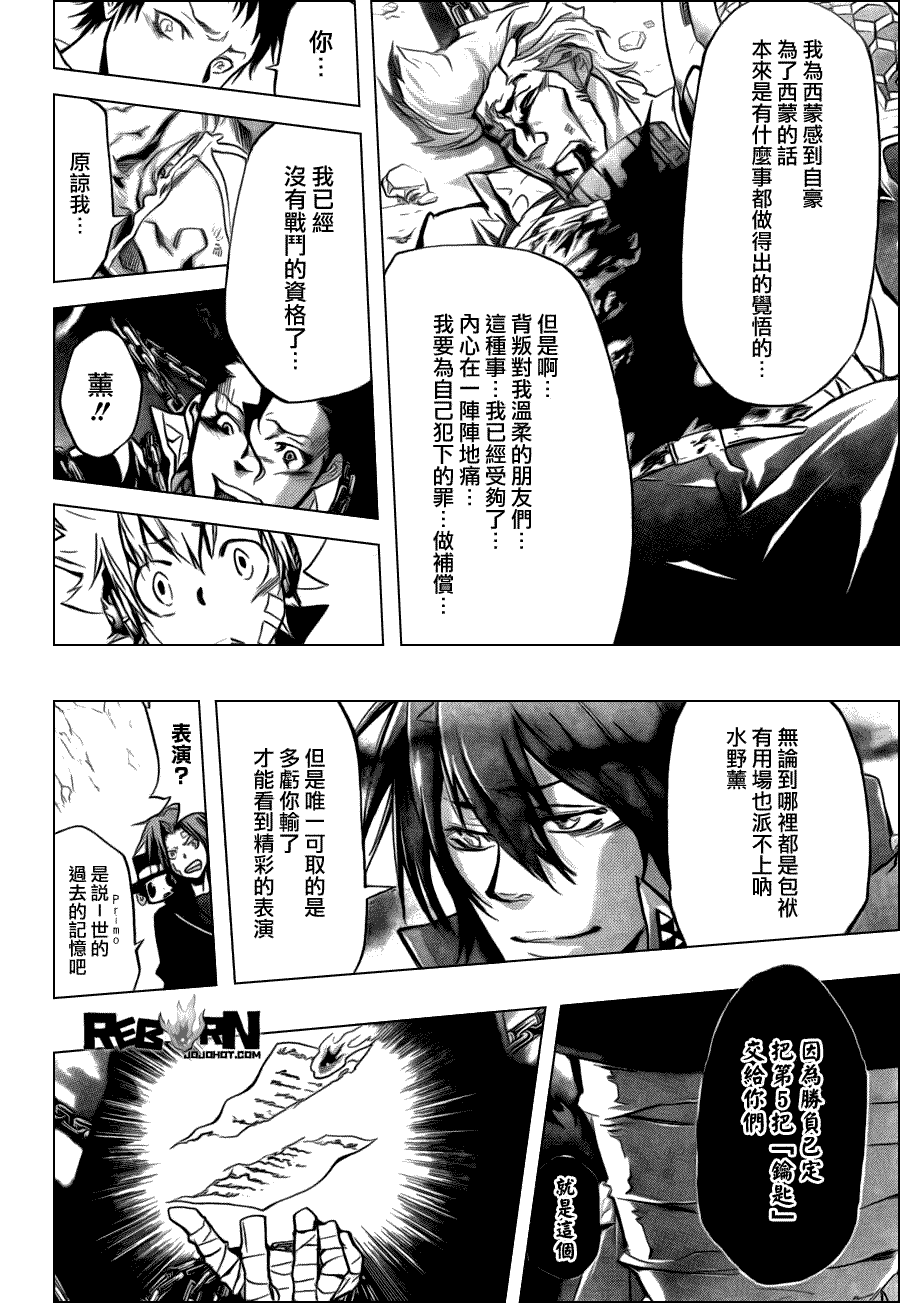 我為西蒙感到自豪
為了西蒙的話
本來是有什麼事都做得出的覺悟的…
但是啊…
背叛對我溫柔的朋友們…
這種事…我已經受夠了…
內心在一陣陣地痛…
我要為自己犯下的罪…做補償…
你…
我已經
沒有戰鬥的資格了…
原諒我…
薰!!
無論到哪裡都是包袱
有用場也派不上吶
水野薰
但是唯一可取的是
多虧你輸了
才能看到精彩的表演
表演？
是説I世的
Primo
過去的記憶吧
因為勝負已定
把第5把「鑰匙」
交給你們
就是這個
REBORN
JOJOHOT.COM